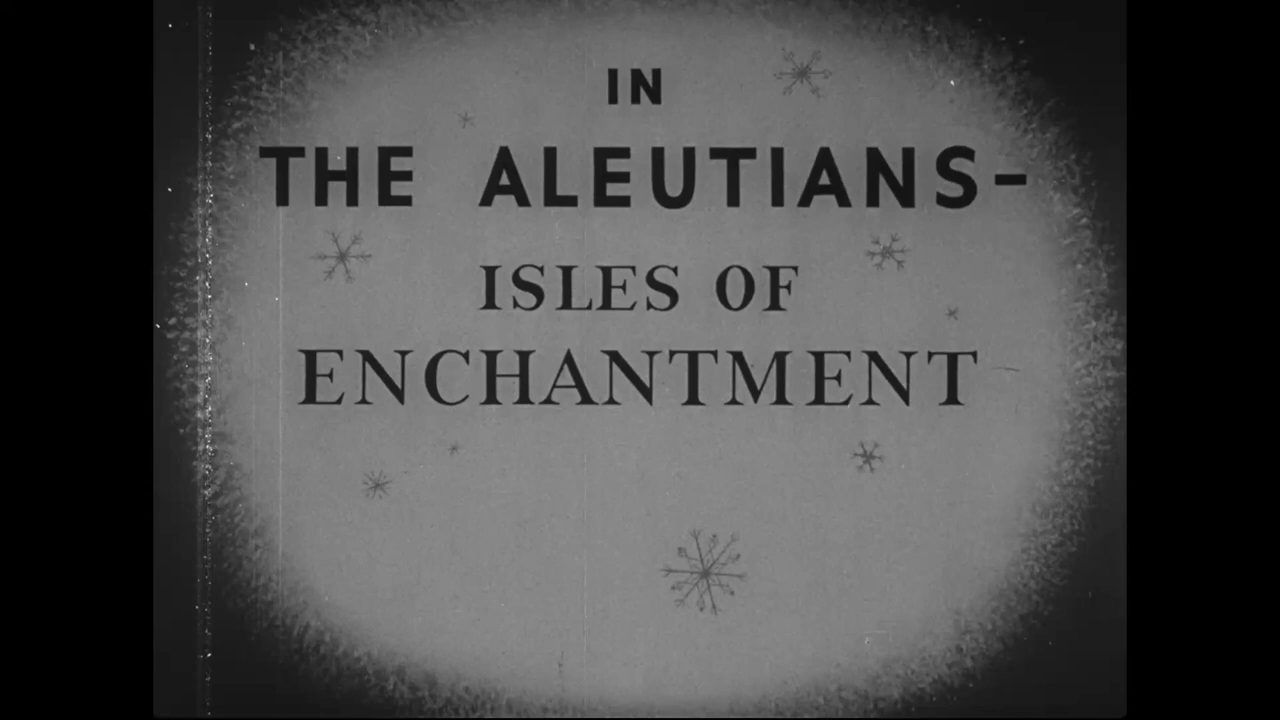 IN
THE ALEUTIANS-
ISLES OF
ENCHANTMENT